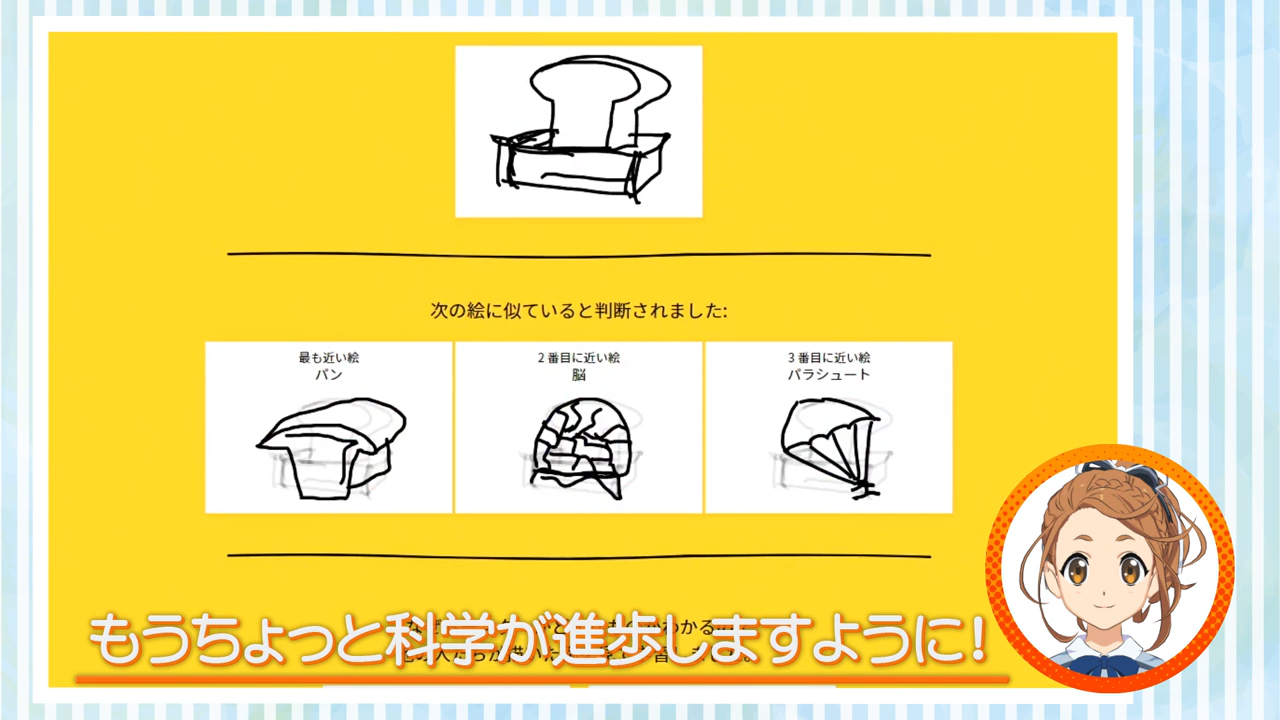 次の絵に似ていると判断されました:
最も近い絵
パン
2 番目に近い絵
脳
3 番目に近い絵
パラシュート
もうちょっと科学が進歩しますように!